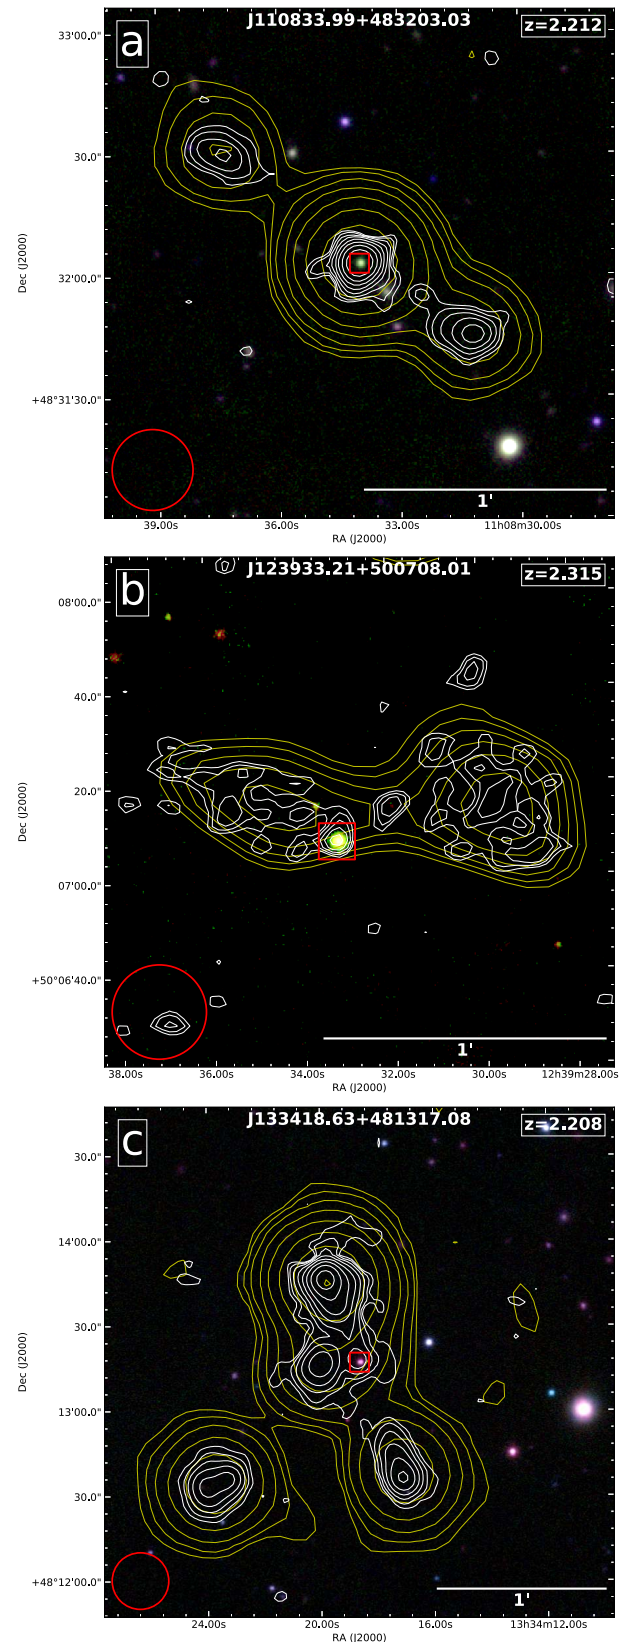 a
J110833.99+483203.03
z=2.212
33'00.0"
30.0"
32'00.0"
+48°31'30.0"
Dec (J2000)
1'
39.00s 36.00s 33.00s 11h08m30.00s
RA (J2000)
b
J123933.21+500708.01
z=2.315
08'00.0"
40.0"
20.0"
07'00.0"
+50°06'40.0"
Dec (J2000)
1'
38.00s 36.00s 34.00s 32.00s 30.00s 12h39m28.00s
RA (J2000)
c
J133418.63+481317.08
z=2.208
30.0"
14'00.0"
30.0"
13'00.0"
30.0"
+48°12'00.0"
Dec (J2000)
1'
24.00s 20.00s 16.00s 13h34m12.00s
RA (J2000)